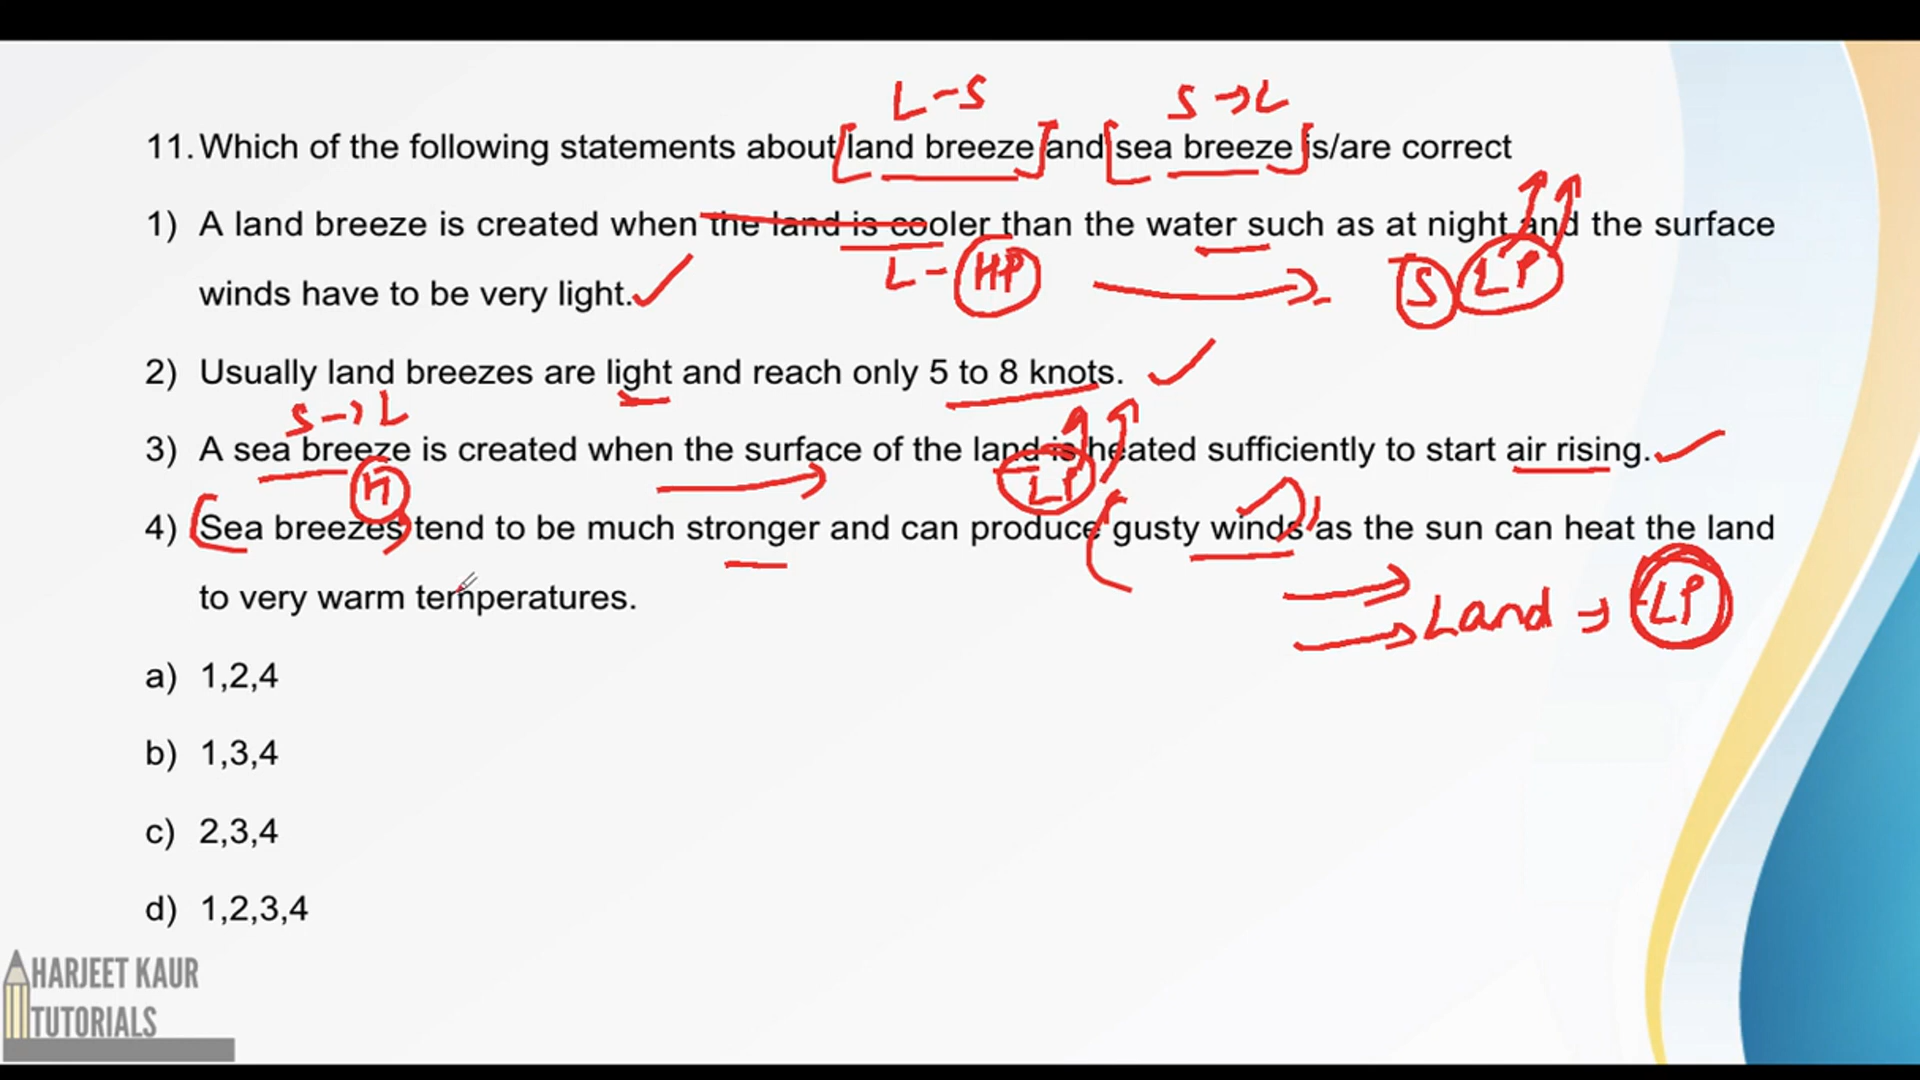 L-S S→L
11. Which of the following statements about land breeze and sea breeze is/are correct
1) A land breeze is created when the land is cooler than the water such as at night and the surface
L- HP → S LP
winds have to be very light.
2) Usually land breezes are light and reach only 5 to 8 knots.
S→L
3) A sea breeze is created when the surface of the land is heated sufficiently to start air rising.
H LP
4) Sea breezes tend to be much stronger and can produce gusty winds as the sun can heat the land
to very warm temperatures.
Land → LP
a) 1,2,4
b) 1,3,4
c) 2,3,4
d) 1,2,3,4
HARJEET KAUR
TUTORIALS